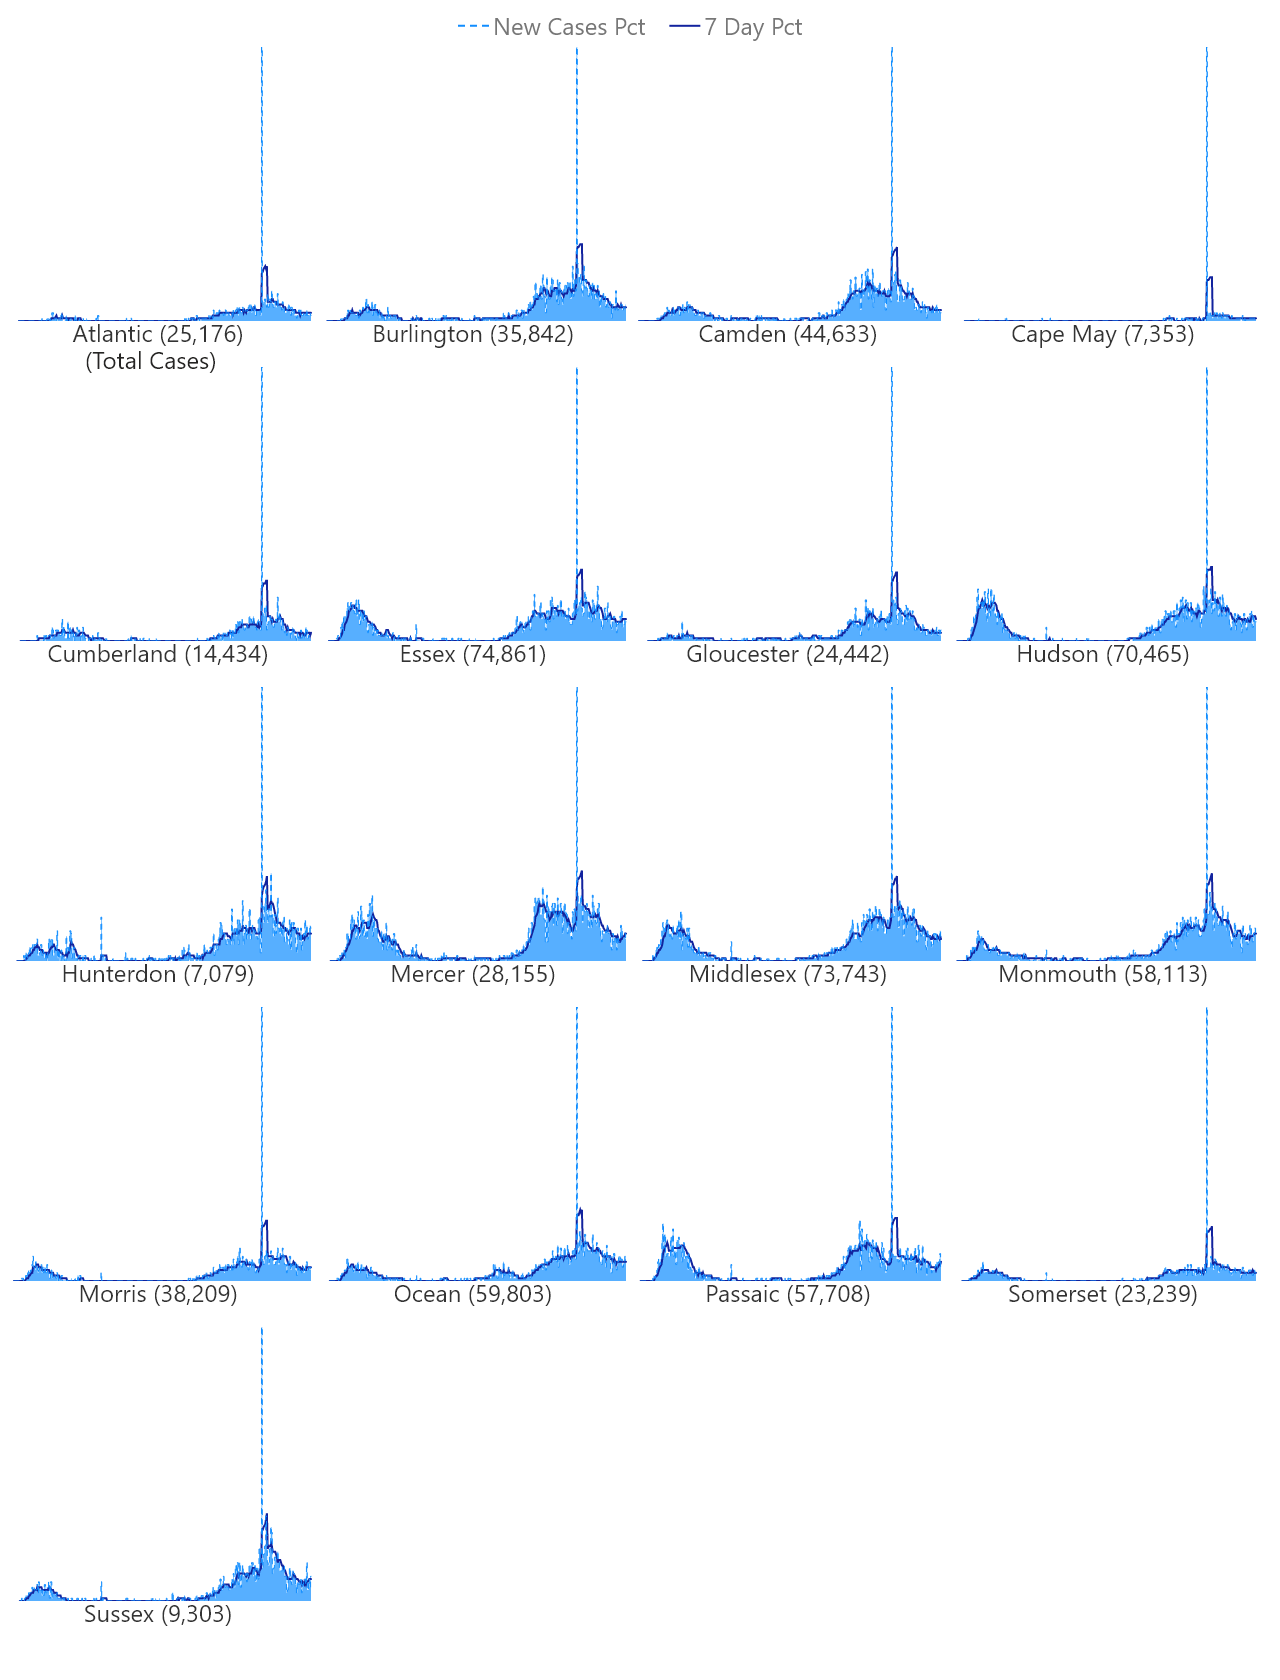 New Cases Pct 7 Day Pct
Atlantic (25,176)
(Total Cases)
Burlington (35,842)
Camden (44,633)
Cape May (7,353)
Cumberland (14,434)
Essex (74,861)
Gloucester (24,442)
Hudson (70,465)
Hunterdon (7,079)
Mercer (28,155)
Middlesex (73,743)
Monmouth (58,113)
Morris (38,209)
Ocean (59,803)
Passaic (57,708)
Somerset (23,239)
Sussex (9,303)